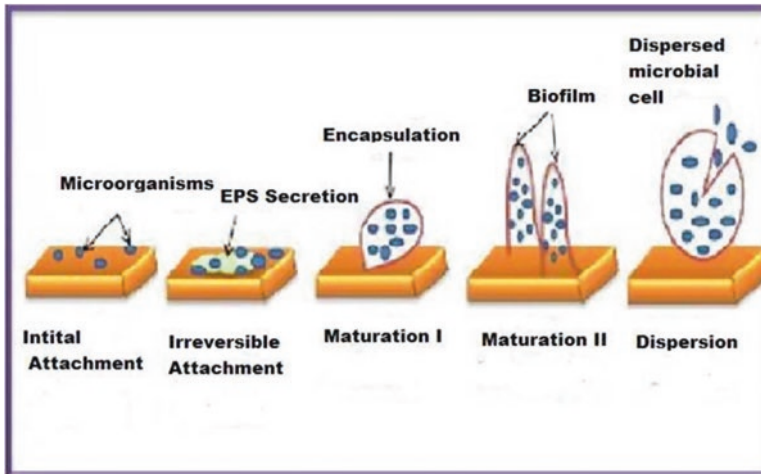 Dispersed
microbial
cell
Biofilm
Encapsulation
Microorganisms
EPS Secretion
Intital
Attachment
Irreversible
Attachment
Maturation I
Maturation II
Dispersion